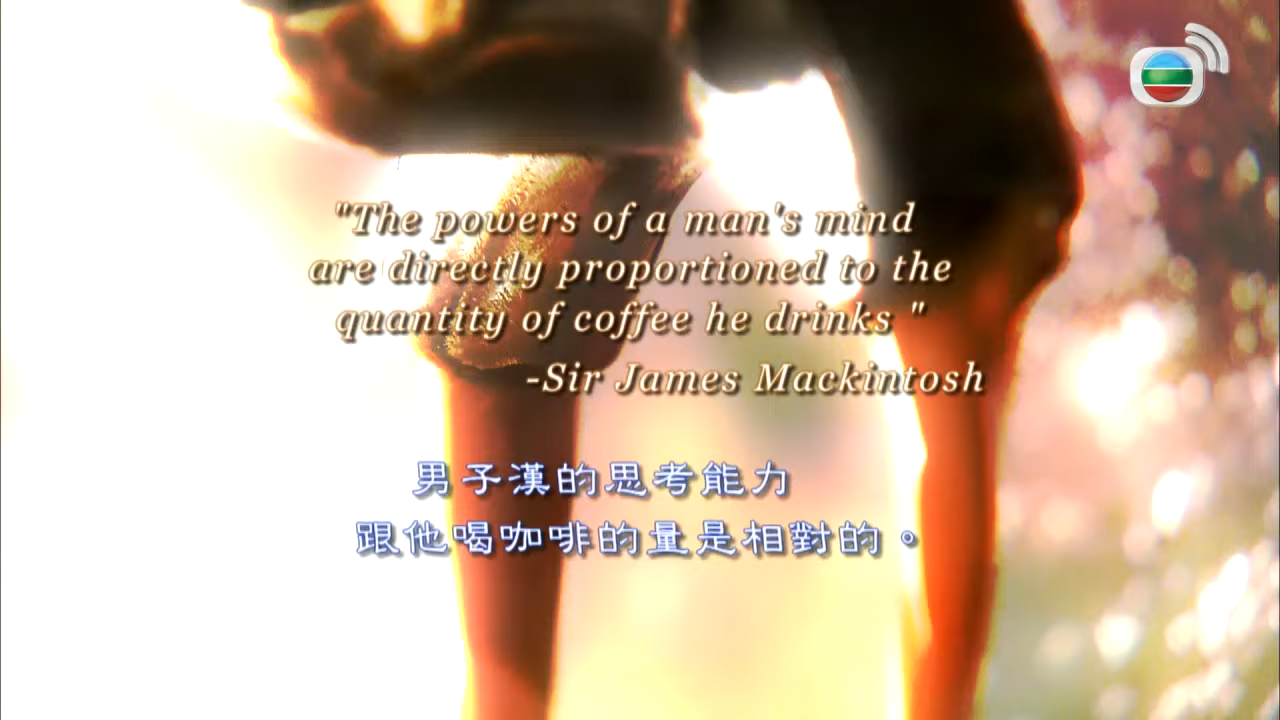 "The powers of a man's mind
are directly proportioned to the
quantity of coffee he drinks "
-Sir James Mackintosh
男子漢的思考能力
跟他喝咖啡的量是相對的。